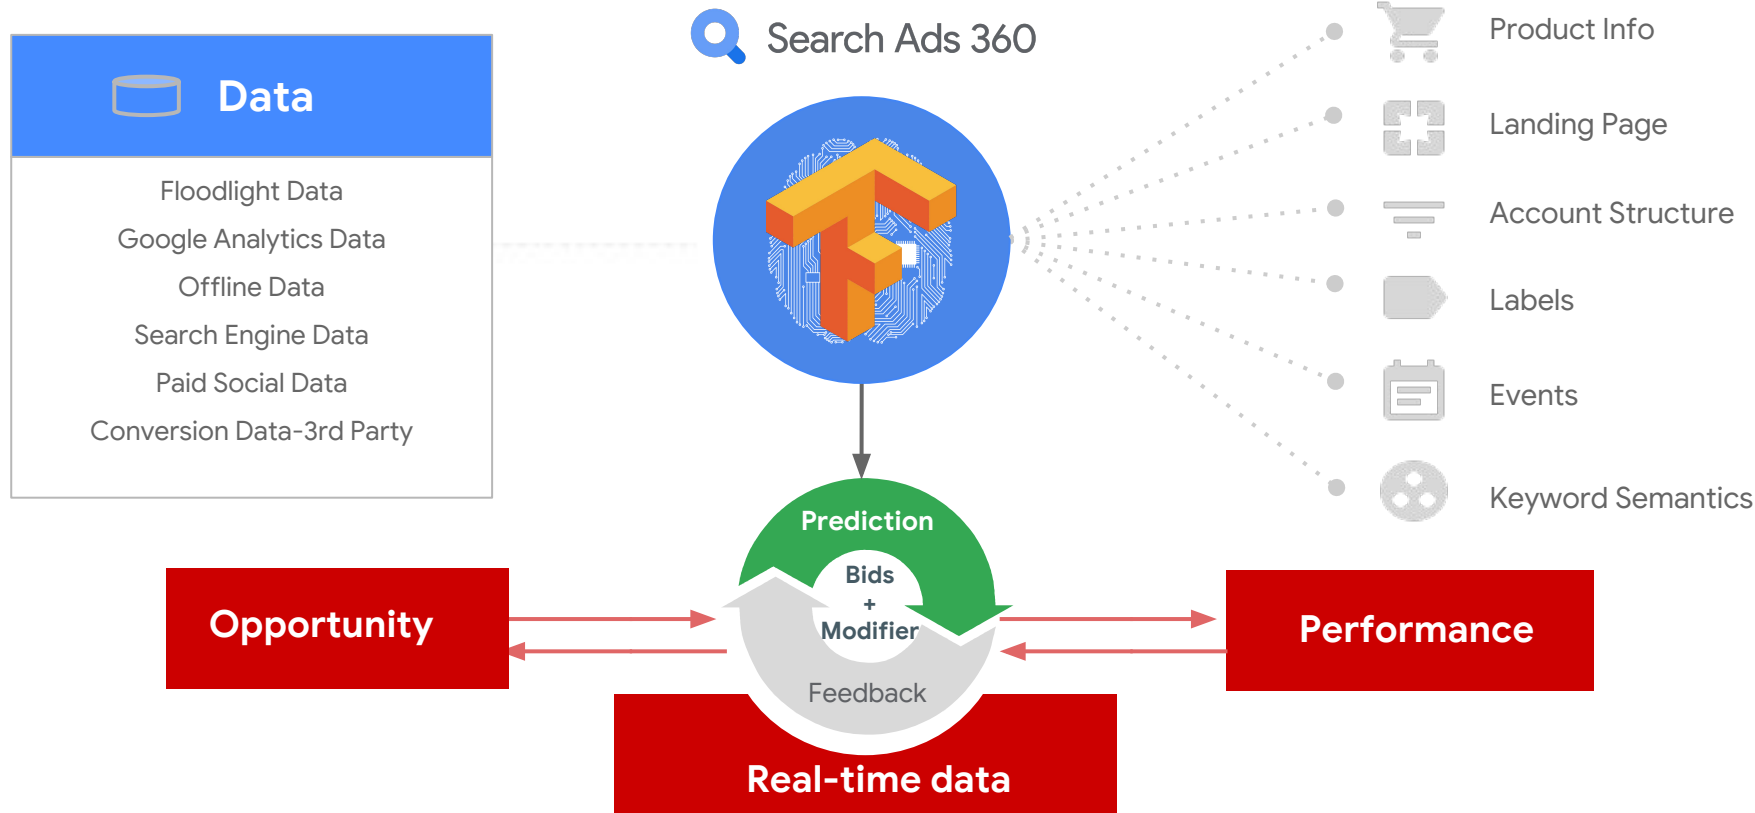 Search Ads 360
Data
Floodlight Data
Google Analytics Data
Offline Data
Search Engine Data
Paid Social Data
Conversion Data-3rd Party
Product Info
Landing Page
Account Structure
Labels
Events
Keyword Semantics
Prediction
Bids
+
Modifier
Feedback
Opportunity
Performance
Real-time data